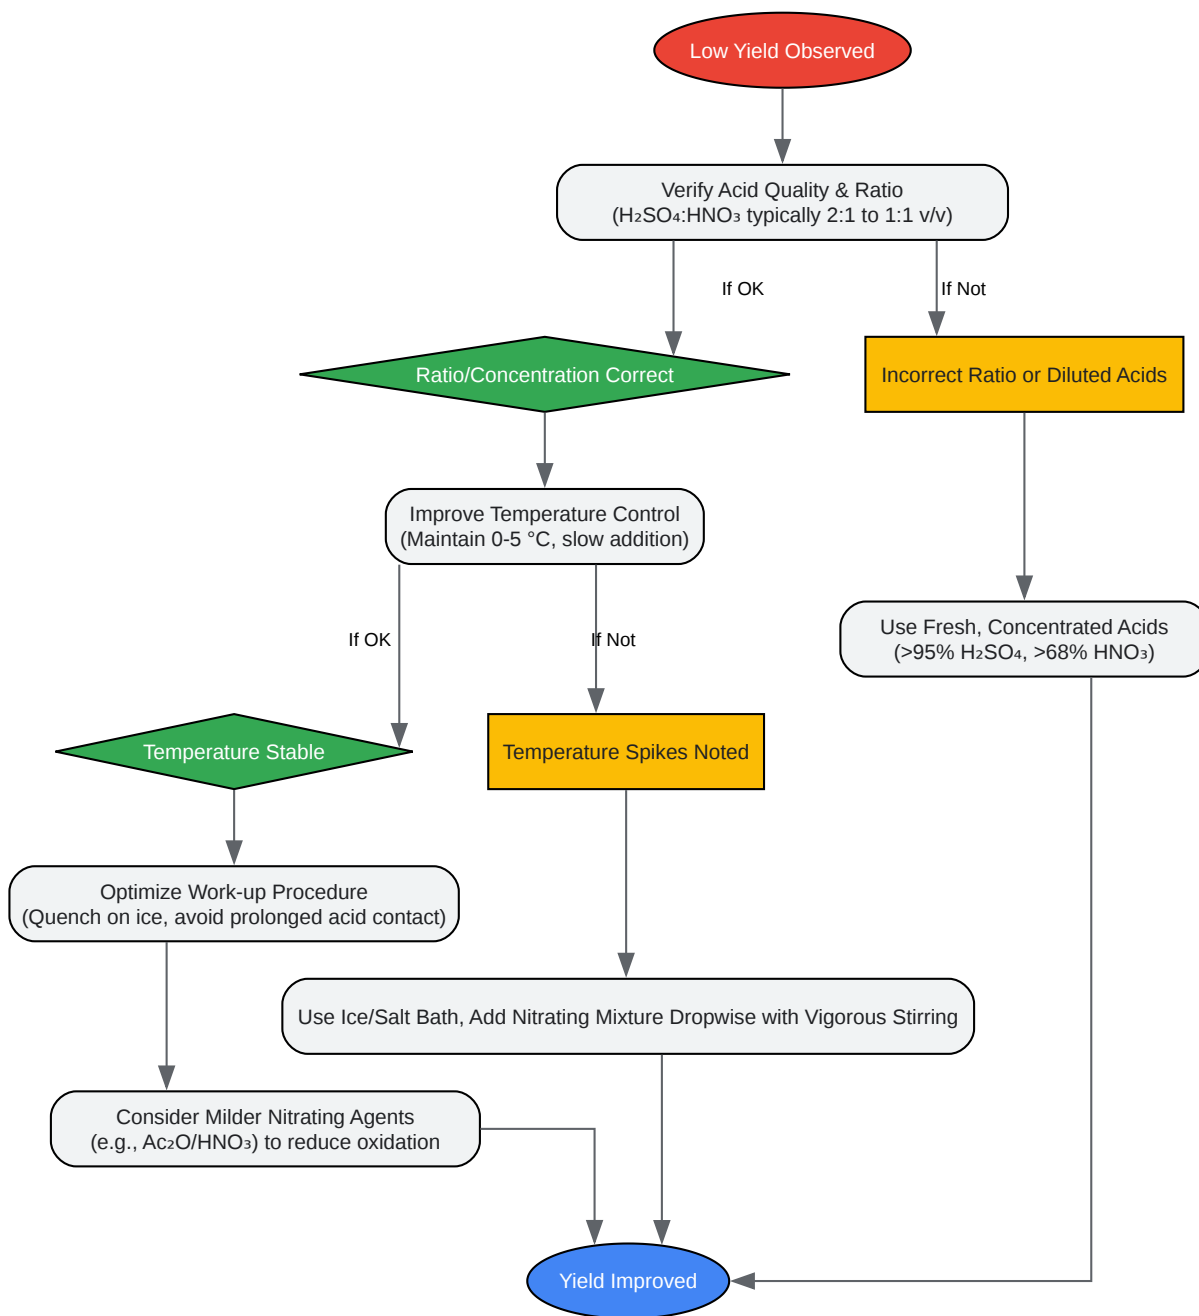 Low Yield Observed
Verify Acid Quality & Ratio
(H₂SO₄:HNO₃ typically 2:1 to 1:1 v/v)
If OK
If Not
Ratio/Concentration Correct
Incorrect Ratio or Diluted Acids
Improve Temperature Control
(Maintain 0-5 °C, slow addition)
Use Fresh, Concentrated Acids
(>95% H₂SO₄, >68% HNO₃)
If OK
If Not
Temperature Stable
Temperature Spikes Noted
Optimize Work-up Procedure
(Quench on ice, avoid prolonged acid contact)
Use Ice/Salt Bath, Add Nitrating Mixture Dropwise with Vigorous Stirring
Consider Milder Nitrating Agents
(e.g., Ac₂O/HNO₃) to reduce oxidation
Yield Improved